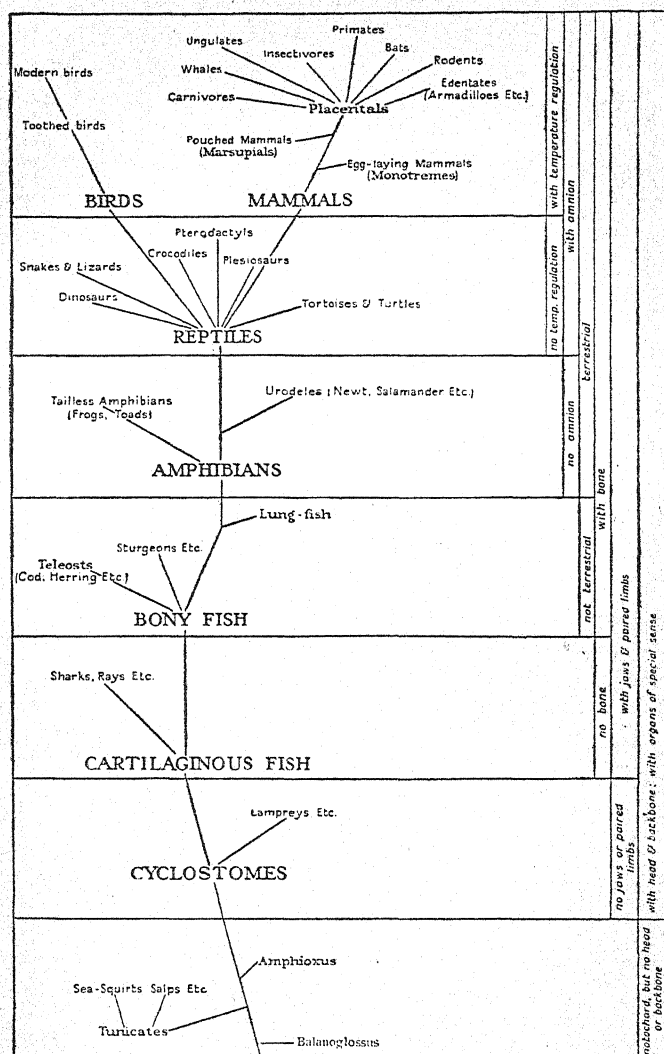 Primates
Ungulates
Insectivores
Bats
Modern birds
Whales
Rodents
Carnivores
Edentates
(Armadilloes Etc.)
Placentals
Toothed birds
Pouched Mammals
(Marsupials)
Egg-laying Mammals
(Monotremes)
BIRDS
MAMMALS
with temperature regulation
with amnion
Pterodactyls
Crocodiles
Plesiosaurs
Snakes & Lizards
Dinosaurs
Tortoises & Turtles
REPTILES
no temp. regulation
terrestrial
Urodeles (Newt, Salamander Etc.)
Tailless Amphibians
(Frogs, Toads)
AMPHIBIANS
no amnion
with bone
Lung-fish
Sturgeons Etc.
Teleosts
(Cod, Herring Etc)
BONY FISH
not terrestrial
with jaws & paired limbs
Sharks, Rays Etc.
CARTILAGINOUS FISH
no bone
with head & backbone; with organs of special sense
Lampreys Etc.
CYCLOSTOMES
no jaws or paired
limbs
Amphioxus
Sea-Squirts Salps Etc
Tunicates
Balanoglossus
notochord, but no head
or backbone